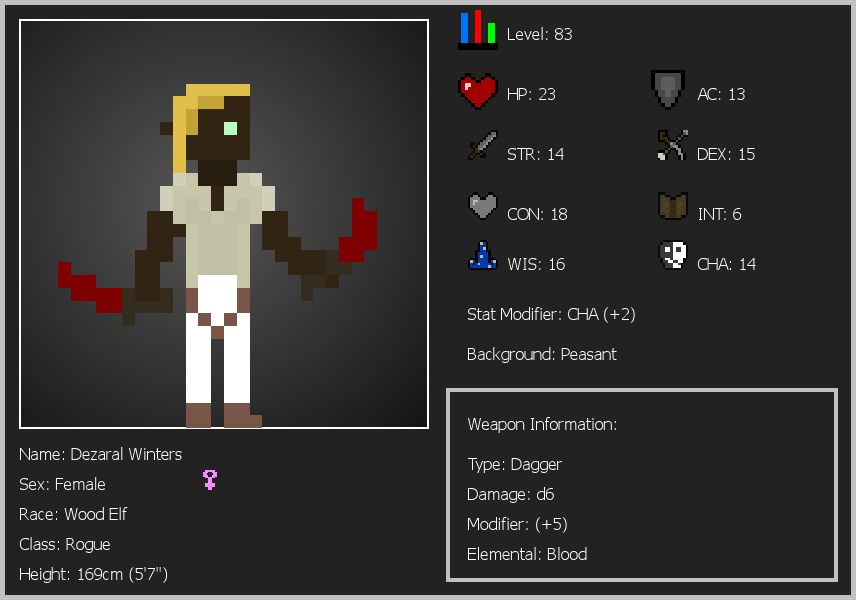 Level: 83
HP: 23
AC: 13
STR: 14
DEX: 15
CON: 18
INT: 6
WIS: 16
CHA: 14
Stat Modifier: CHA (+2)
Background: Peasant
Weapon Information:
Type: Dagger
Damage: d6
Modifier: (+5)
Elemental: Blood
Name: Dezaral Winters
Sex: Female
Race: Wood Elf
Class: Rogue
Height: 169cm (5'7")